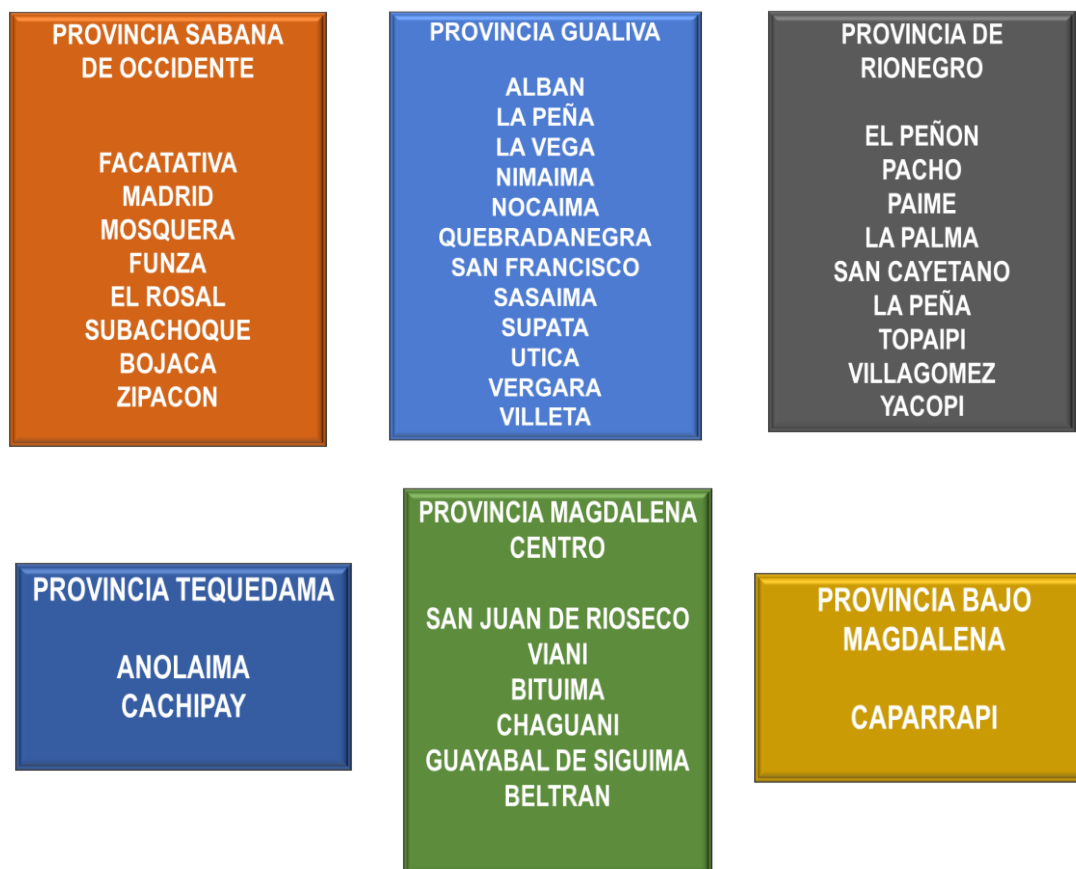 PROVINCIA SABANA
DE OCCIDENTE
FACATATIVA
MADRID
MOSQUERA
FUNZA
EL ROSAL
SUBACHOQUE
BOJACA
ZIPACON
PROVINCIA GUALIVA
ALBAN
LA PEÑA
LA VEGA
NIMAIMA
NOCAIMA
QUEBRADANEGRA
SAN FRANCISCO
SASAIMA
SUPATA
UTICA
VERGARA
VILLETA
PROVINCIA DE
RIONEGRO
EL PEÑON
PACHO
PAIME
LA PALMA
SAN CAYETANO
LA PEÑA
TOPAIPI
VILLAGOMEZ
YACOPI
PROVINCIA TEQUEDAMA
ANOLAIMA
CACHIPAY
PROVINCIA MAGDALENA
CENTRO
SAN JUAN DE RIOSECO
VIANI
BITUIMA
CHAGUANI
GUAYABAL DE SIGUIMA
BELTRAN
PROVINCIA BAJO
MAGDALENA
CAPARRAPI